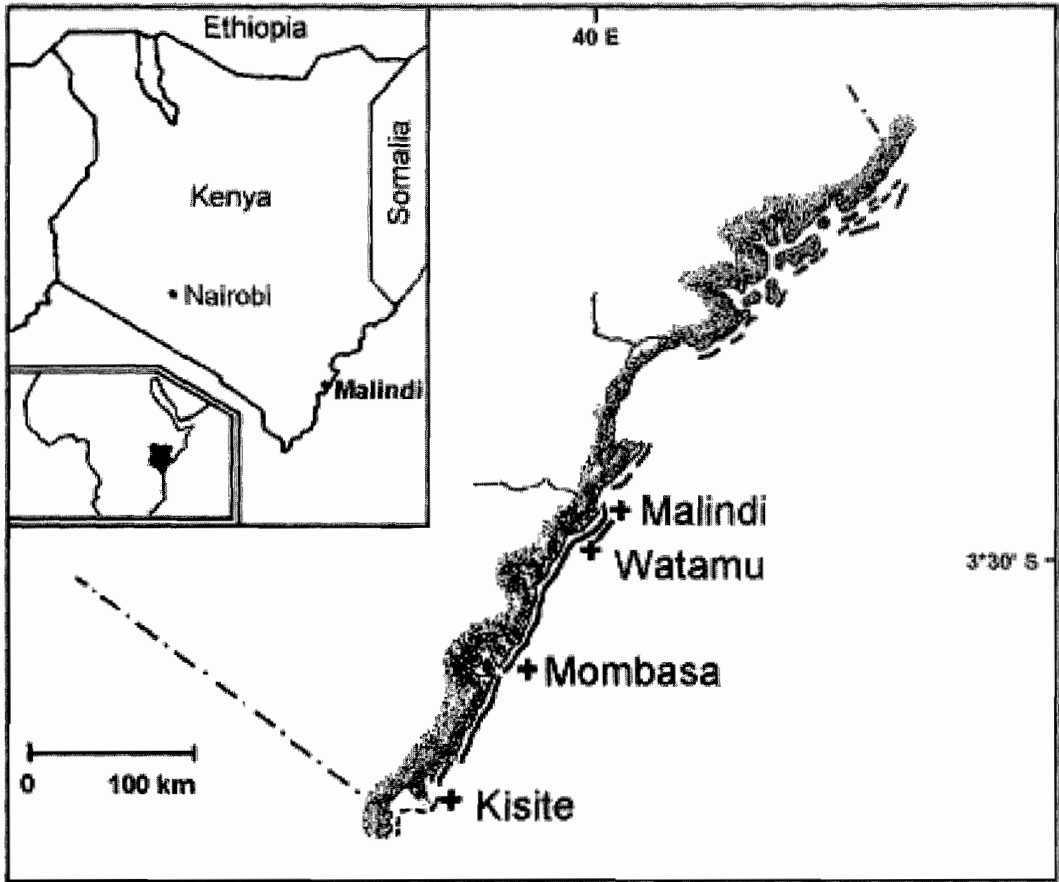 Ethiopia
Somalia
Kenya
Nairobi
Malindi
40 E
Malindi
Watamu
3°30" S
Mombasa
0 100 km
Kisite